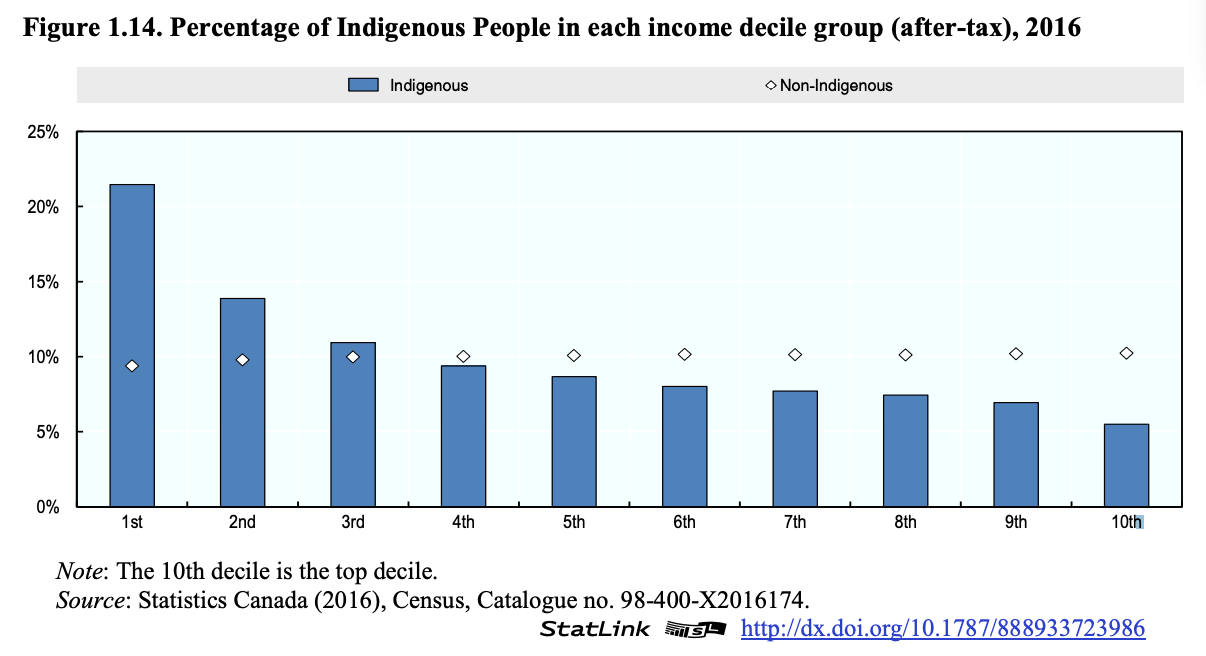 Figure 1.14. Percentage of Indigenous People in each income decile group (after-tax), 2016
Indigenous
Non-Indigenous
25%
20%
15%
10%
5%
0%
1st 2nd 3rd 4th 5th 6th 7th 8th 9th 10th
Note: The 10th decile is the top decile.
Source: Statistics Canada (2016), Census, Catalogue no. 98-400-X2016174.
StatLink http://dx.doi.org/10.1787/888933723986